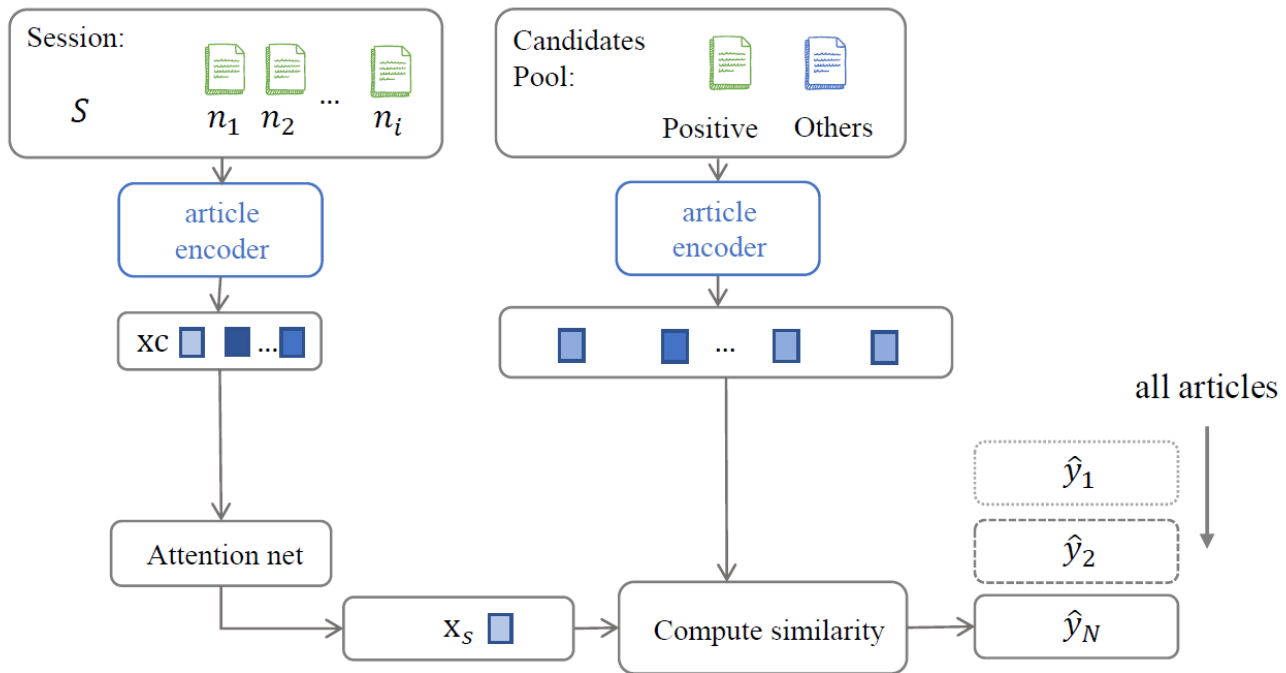 Session:
S
n₁ n₂ ... nᵢ
Candidates
Pool:
Positive Others
article
encoder
article
encoder
xc ...
...
all articles
ŷ₁
ŷ₂
ŷ_N
Attention net
xₛ
Compute similarity